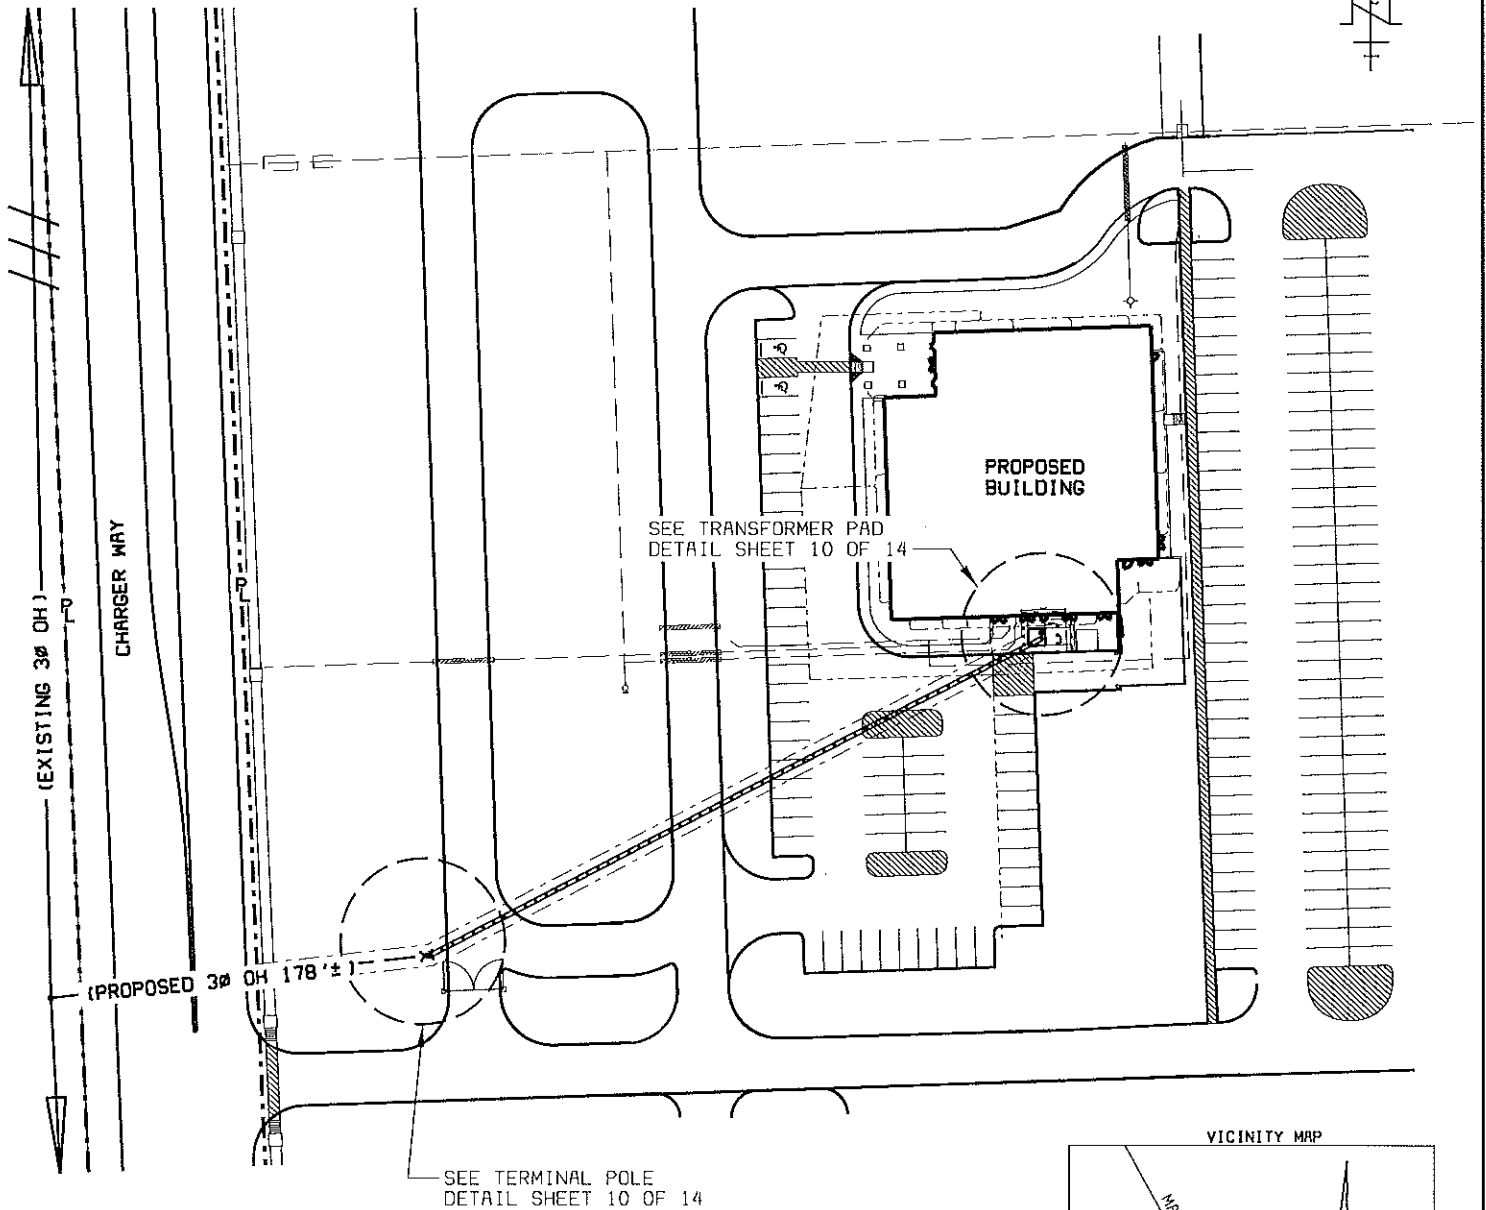 PROPOSED
BUILDING
SEE TRANSFORMER PAD
DETAIL SHEET 10 OF 14
(EXISTING 3Ø OH)
PL
CHARGER WAY
PL
(PROPOSED 3Ø OH 178'±)
SEE TERMINAL POLE
DETAIL SHEET 10 OF 14
VICINITY MAP